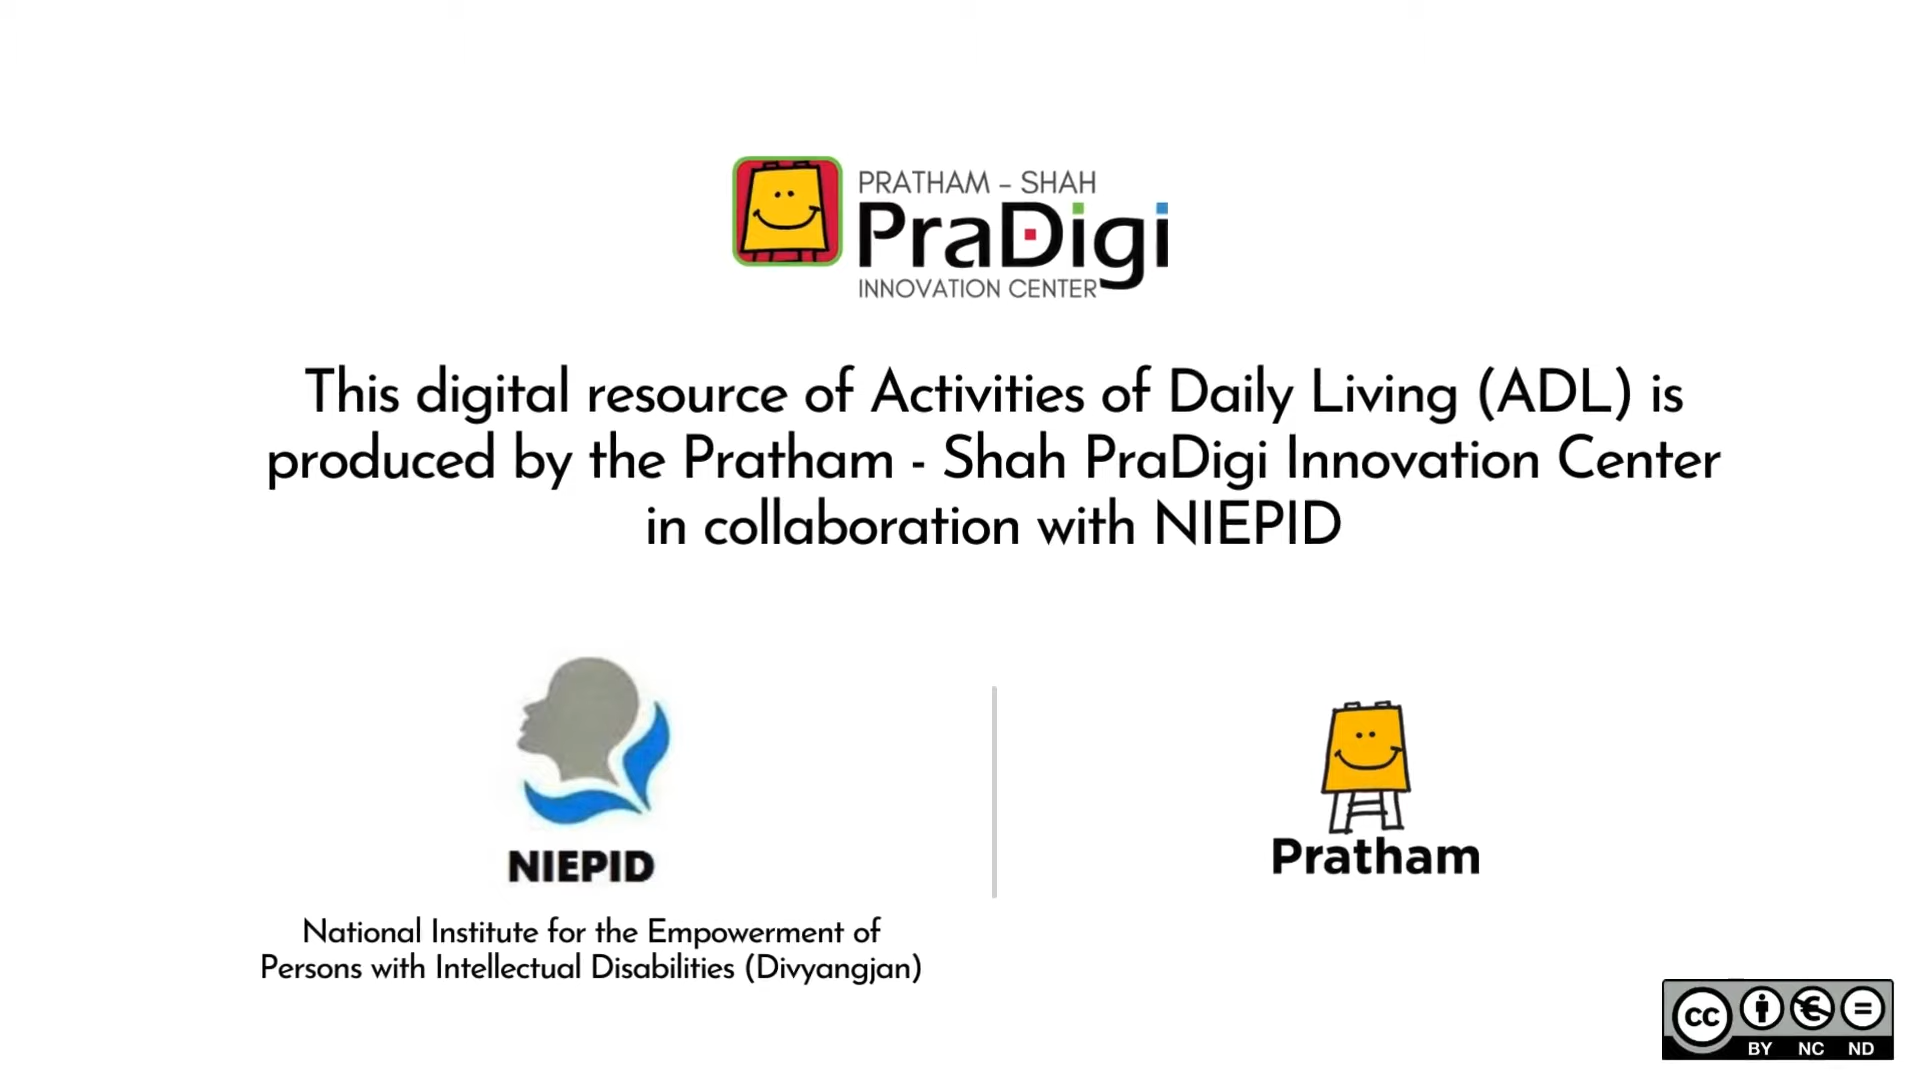 PRATHAM – SHAH
PraDigi
INNOVATION CENTER
This digital resource of Activities of Daily Living (ADL) is
produced by the Pratham - Shah PraDigi Innovation Center
in collaboration with NIEPID
NIEPID
National Institute for the Empowerment of
Persons with Intellectual Disabilities (Divyangjan)
Pratham
cc
BY NC ND